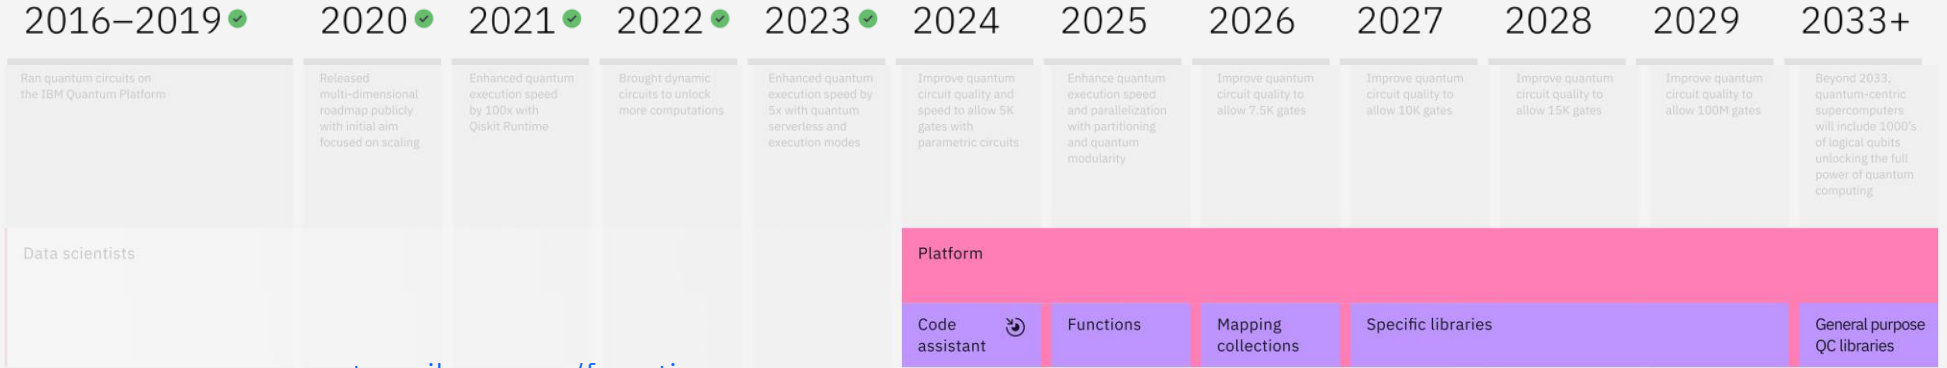 2016–2019
2020
2021
2022
2023
2024
2025
2026
2027
2028
2029
2033+
Ran quantum circuits on
the IBM Quantum Platform
Released
multi-dimensional
roadmap publicly
with initial aim
focused on scaling
Enhanced quantum
execution speed
by 100x with
Qiskit Runtime
Brought dynamic
circuits to unlock
more computations
Enhanced quantum
execution speed by
5x with quantum
serverless and
execution modes
Improve quantum
circuit quality and
speed to allow 5K
gates with
parametric circuits
Enhance quantum
execution speed
and parallelization
with partitioning
and quantum
modularity
Improve quantum
circuit quality to
allow 7.5K gates
Improve quantum
circuit quality to
allow 10K gates
Improve quantum
circuit quality to
allow 15K gates
Improve quantum
circuit quality to
allow 100M gates
Beyond 2033,
quantum-centric
supercomputers
will include 1000's
of logical qubits
unlocking the full
power of quantum
computing
Data scientists
Platform
Code
assistant
Functions
Mapping
collections
Specific libraries
General purpose
QC libraries